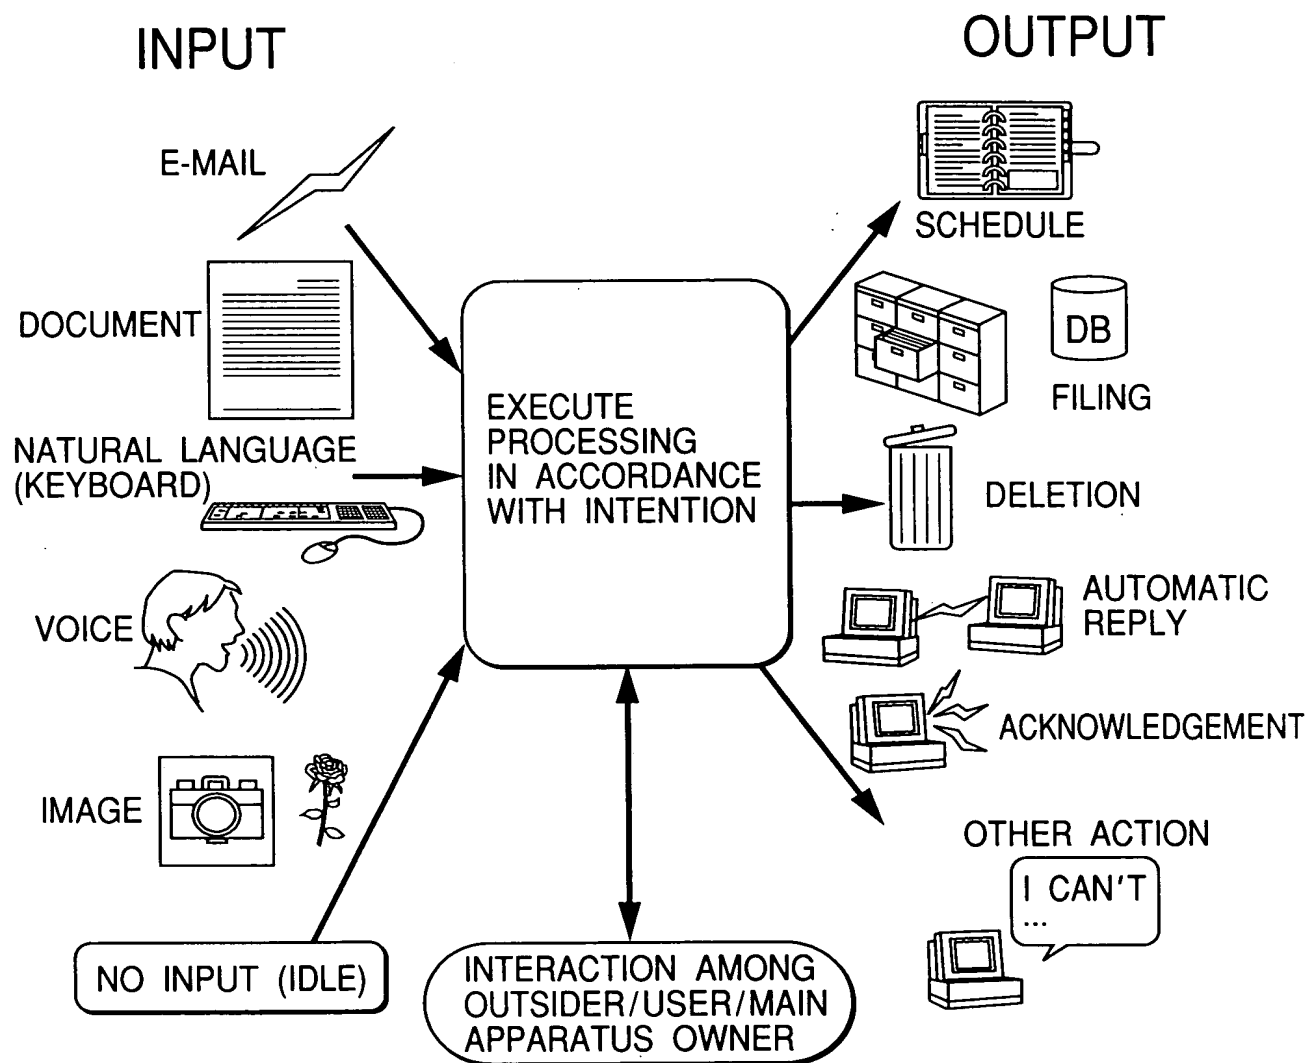 INPUT
OUTPUT
E-MAIL
DOCUMENT
NATURAL LANGUAGE
(KEYBOARD)
VOICE
IMAGE
NO INPUT (IDLE)
EXECUTE
PROCESSING
IN ACCORDANCE
WITH INTENTION
INTERACTION AMONG
OUTSIDER/USER/MAIN
APPARATUS OWNER
SCHEDULE
DB
FILING
DELETION
AUTOMATIC
REPLY
ACKNOWLEDGEMENT
OTHER ACTION
I CAN'T
...